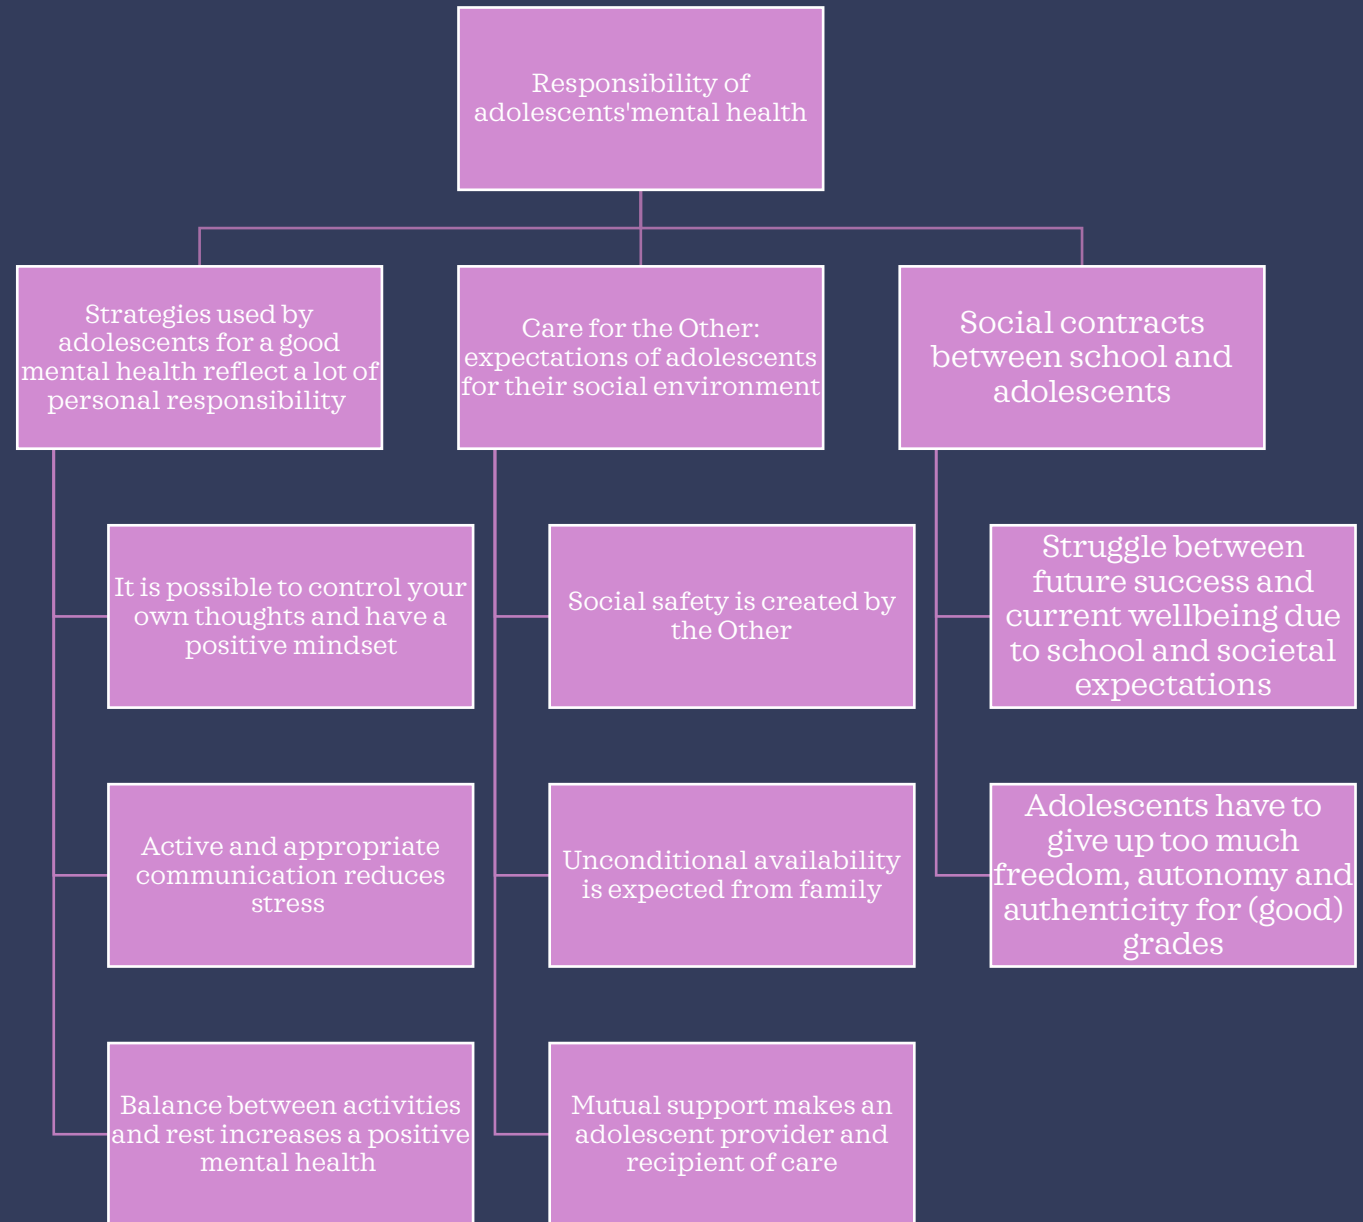 Responsibility of
adolescents'mental health
Strategies used by
adolescents for a good
mental health reflect a lot of
personal responsibility
It is possible to control your
own thoughts and have a
positive mindset
Active and appropriate
communication reduces
stress
Balance between activities
and rest increases a positive
mental health
Care for the Other:
expectations of adolescents
for their social environment
Social safety is created by
the Other
Unconditional availability
is expected from family
Mutual support makes an
adolescent provider and
recipient of care
Social contracts
between school and
adolescents
Struggle between
future success and
current wellbeing due
to school and societal
expectations
Adolescents have to
give up too much
freedom, autonomy and
authenticity for (good)
grades